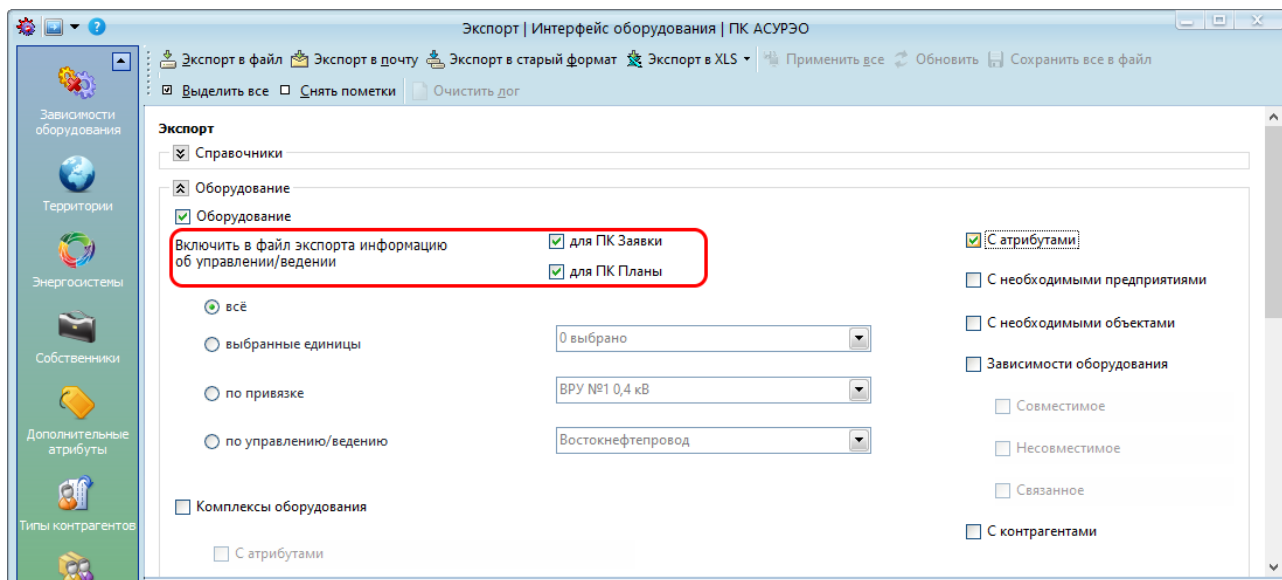 Экспорт | Интерфейс оборудования | ПК АСУРЭО
Экспорт в файл Экспорт в почту Экспорт в старый формат Экспорт в XLS Применить все Обновить Сохранить все в файл
Выделить все Снять пометки Очистить лог
Зависимости
оборудования
Территории
Энергосистемы
Собственники
Дополнительные
атрибуты
Типы контрагентов
Экспорт
Справочники
Оборудование
Оборудование
Включить в файл экспорта информацию
об управлении/ведении
для ПК Заявки
для ПК Планы
всё
выбранные единицы 0 выбрано
по привязке ВРУ №1 0,4 кВ
по управлению/ведению Востокнефтепровод
Комплексы оборудования
С атрибутами
С атрибутами
С необходимыми предприятиями
С необходимыми объектами
Зависимости оборудования
Совместимое
Несовместимое
Связанное
С контрагентами